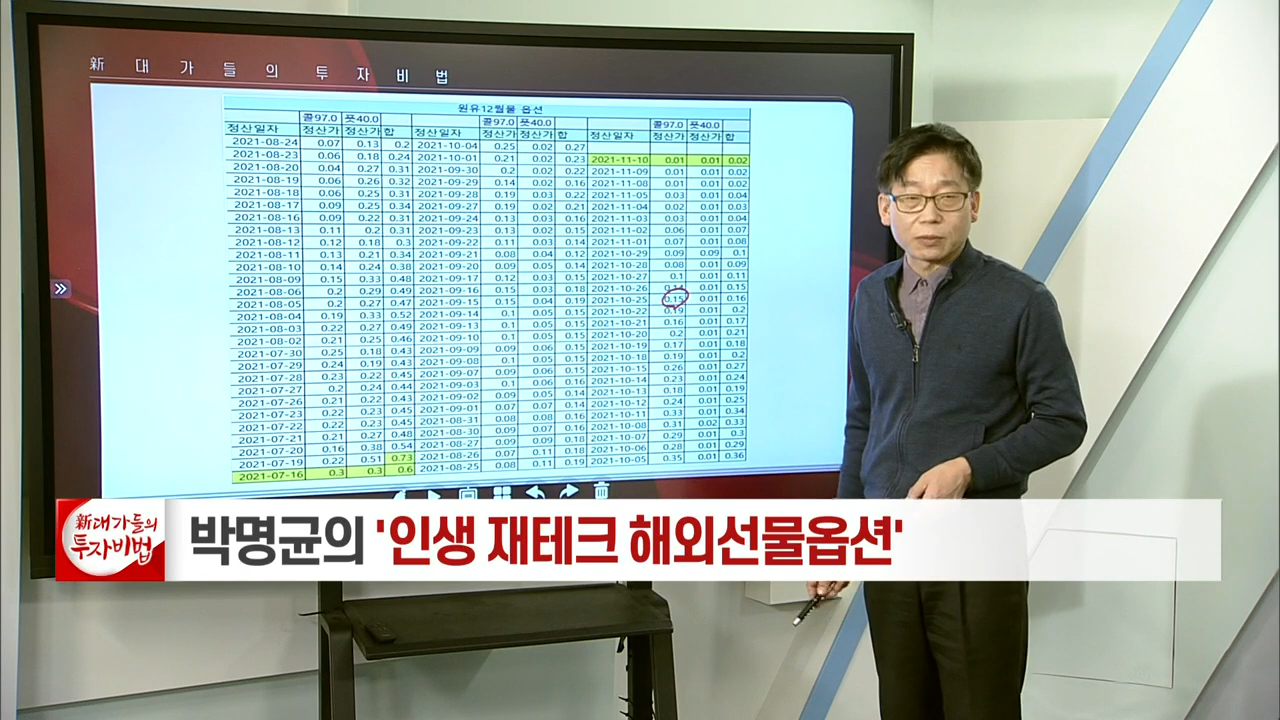 新 대 가 들 의 투 자 비 법
원유12월물 옵션
콜97.0 풋40.0 콜97.0 풋40.0 콜97.0 풋40.0
정산일자 정산가 정산가 합 정산일자 정산가 정산가 합 정산일자 정산가 정산가 합
2021-08-24 0.07 0.13 0.2 2021-10-04 0.25 0.02 0.27
2021-08-23 0.06 0.18 0.24 2021-10-01 0.21 0.02 0.23 2021-11-10 0.01 0.01 0.02
2021-08-20 0.04 0.27 0.31 2021-09-30 0.2 0.02 0.22 2021-11-09 0.01 0.01 0.02
2021-08-19 0.06 0.26 0.32 2021-09-29 0.14 0.02 0.16 2021-11-08 0.01 0.01 0.02
2021-08-18 0.06 0.25 0.31 2021-09-28 0.19 0.03 0.22 2021-11-05 0.03 0.01 0.04
2021-08-17 0.09 0.25 0.34 2021-09-27 0.19 0.02 0.21 2021-11-04 0.02 0.01 0.03
2021-08-16 0.09 0.22 0.31 2021-09-24 0.13 0.03 0.16 2021-11-03 0.03 0.01 0.04
2021-08-13 0.11 0.2 0.31 2021-09-23 0.13 0.02 0.15 2021-11-02 0.06 0.01 0.07
2021-08-12 0.12 0.18 0.3 2021-09-22 0.11 0.03 0.14 2021-11-01 0.07 0.01 0.08
2021-08-11 0.13 0.21 0.34 2021-09-21 0.08 0.04 0.12 2021-10-29 0.09 0.09 0.1
2021-08-10 0.14 0.24 0.38 2021-09-20 0.09 0.05 0.14 2021-10-28 0.08 0.01 0.09
2021-08-09 0.15 0.33 0.48 2021-09-17 0.12 0.03 0.15 2021-10-27 0.1 0.01 0.11
2021-08-06 0.2 0.29 0.49 2021-09-16 0.15 0.03 0.18 2021-10-26 0.14 0.01 0.15
2021-08-05 0.2 0.27 0.47 2021-09-15 0.15 0.04 0.19 2021-10-25 0.15 0.01 0.16
2021-08-04 0.19 0.33 0.52 2021-09-14 0.1 0.05 0.15 2021-10-22 0.19 0.01 0.2
2021-08-03 0.22 0.27 0.49 2021-09-13 0.1 0.05 0.15 2021-10-21 0.16 0.01 0.17
2021-08-02 0.21 0.25 0.46 2021-09-10 0.1 0.05 0.15 2021-10-20 0.2 0.01 0.21
2021-07-30 0.25 0.18 0.43 2021-09-09 0.09 0.06 0.15 2021-10-19 0.17 0.01 0.18
2021-07-29 0.24 0.19 0.43 2021-09-08 0.1 0.05 0.15 2021-10-18 0.19 0.01 0.2
2021-07-28 0.23 0.22 0.45 2021-09-07 0.09 0.06 0.15 2021-10-15 0.26 0.01 0.27
2021-07-27 0.2 0.24 0.44 2021-09-03 0.1 0.06 0.16 2021-10-14 0.23 0.01 0.24
2021-07-26 0.21 0.22 0.43 2021-09-02 0.09 0.05 0.14 2021-10-13 0.18 0.01 0.19
2021-07-23 0.22 0.23 0.45 2021-09-01 0.07 0.07 0.14 2021-10-12 0.24 0.01 0.25
2021-07-22 0.22 0.23 0.45 2021-08-31 0.08 0.08 0.16 2021-10-11 0.33 0.01 0.34
2021-07-21 0.21 0.27 0.48 2021-08-30 0.09 0.07 0.16 2021-10-08 0.31 0.02 0.33
2021-07-20 0.16 0.38 0.54 2021-08-27 0.09 0.09 0.18 2021-10-07 0.29 0.01 0.3
2021-07-19 0.22 0.51 0.73 2021-08-26 0.07 0.11 0.18 2021-10-06 0.28 0.01 0.29
2021-07-16 0.3 0.3 0.6 2021-08-25 0.08 0.11 0.19 2021-10-05 0.35 0.01 0.36
新대가들의
투자비법
박명균의 '인생 재테크 해외선물옵션'